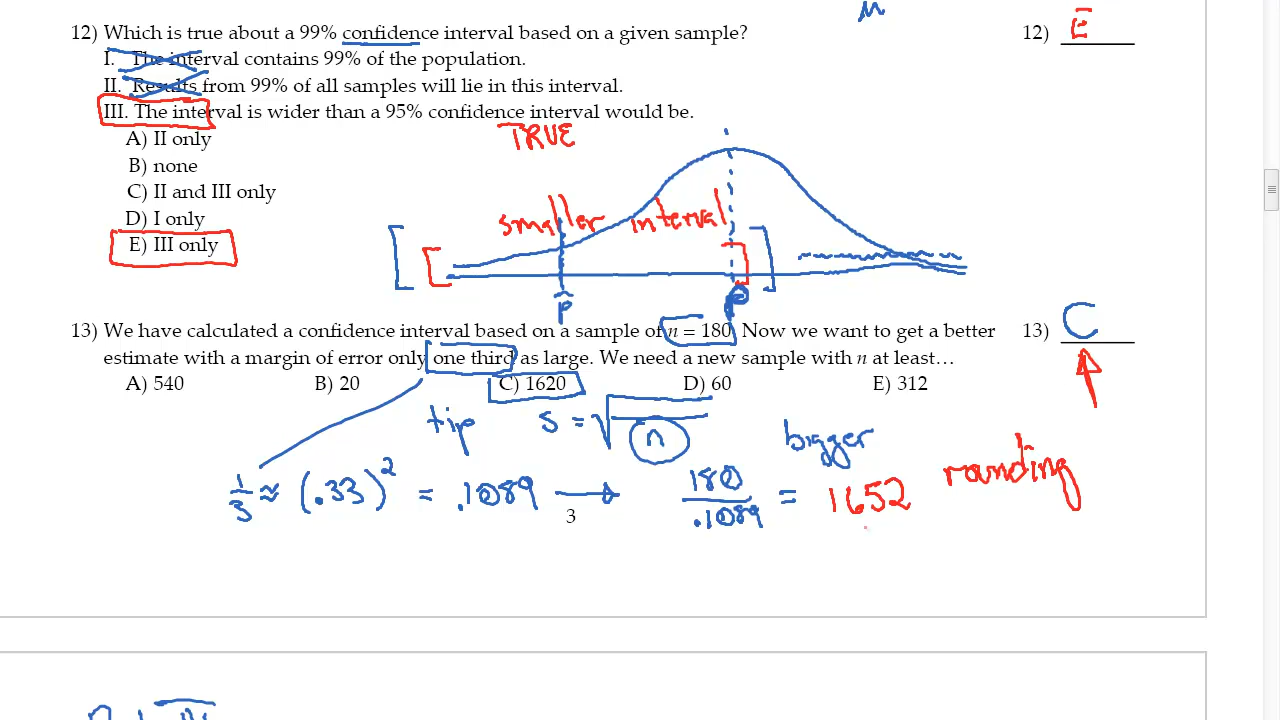 M
12) Which is true about a 99% confidence interval based on a given sample? 12) E
I. The interval contains 99% of the population.
II. Results from 99% of all samples will lie in this interval.
III. The interval is wider than a 95% confidence interval would be.
TRUE
A) II only
B) none
C) II and III only
D) I only
E) III only
smaller interval
p̂ p
13) We have calculated a confidence interval based on a sample of n = 180. Now we want to get a better 13) C
estimate with a margin of error only one third as large. We need a new sample with n at least…
A) 540 B) 20 C) 1620 D) 60 E) 312
tip s = √ n bigger
1/3 ≈ (.33)² = .1089 → 180/.1089 = 1652 rounding
3